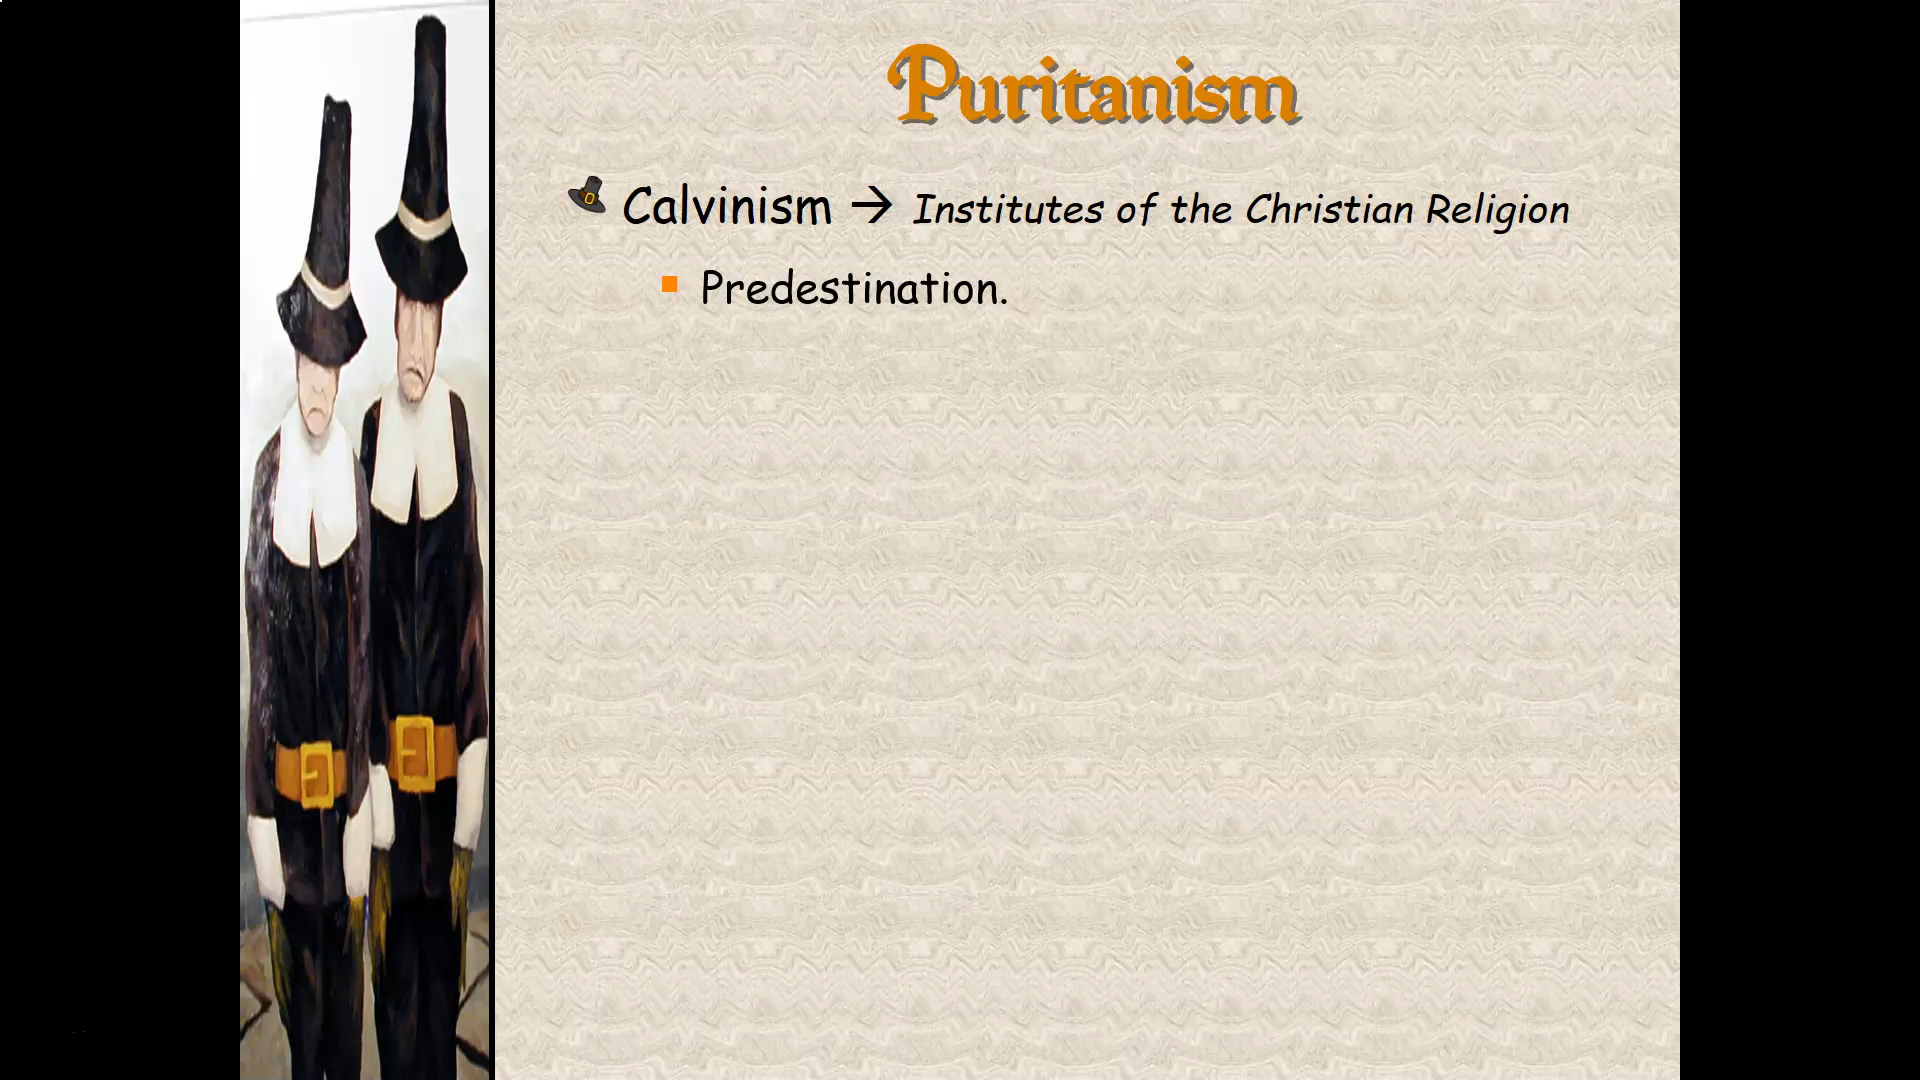 Puritanism
Calvinism → Institutes of the Christian Religion
Predestination.